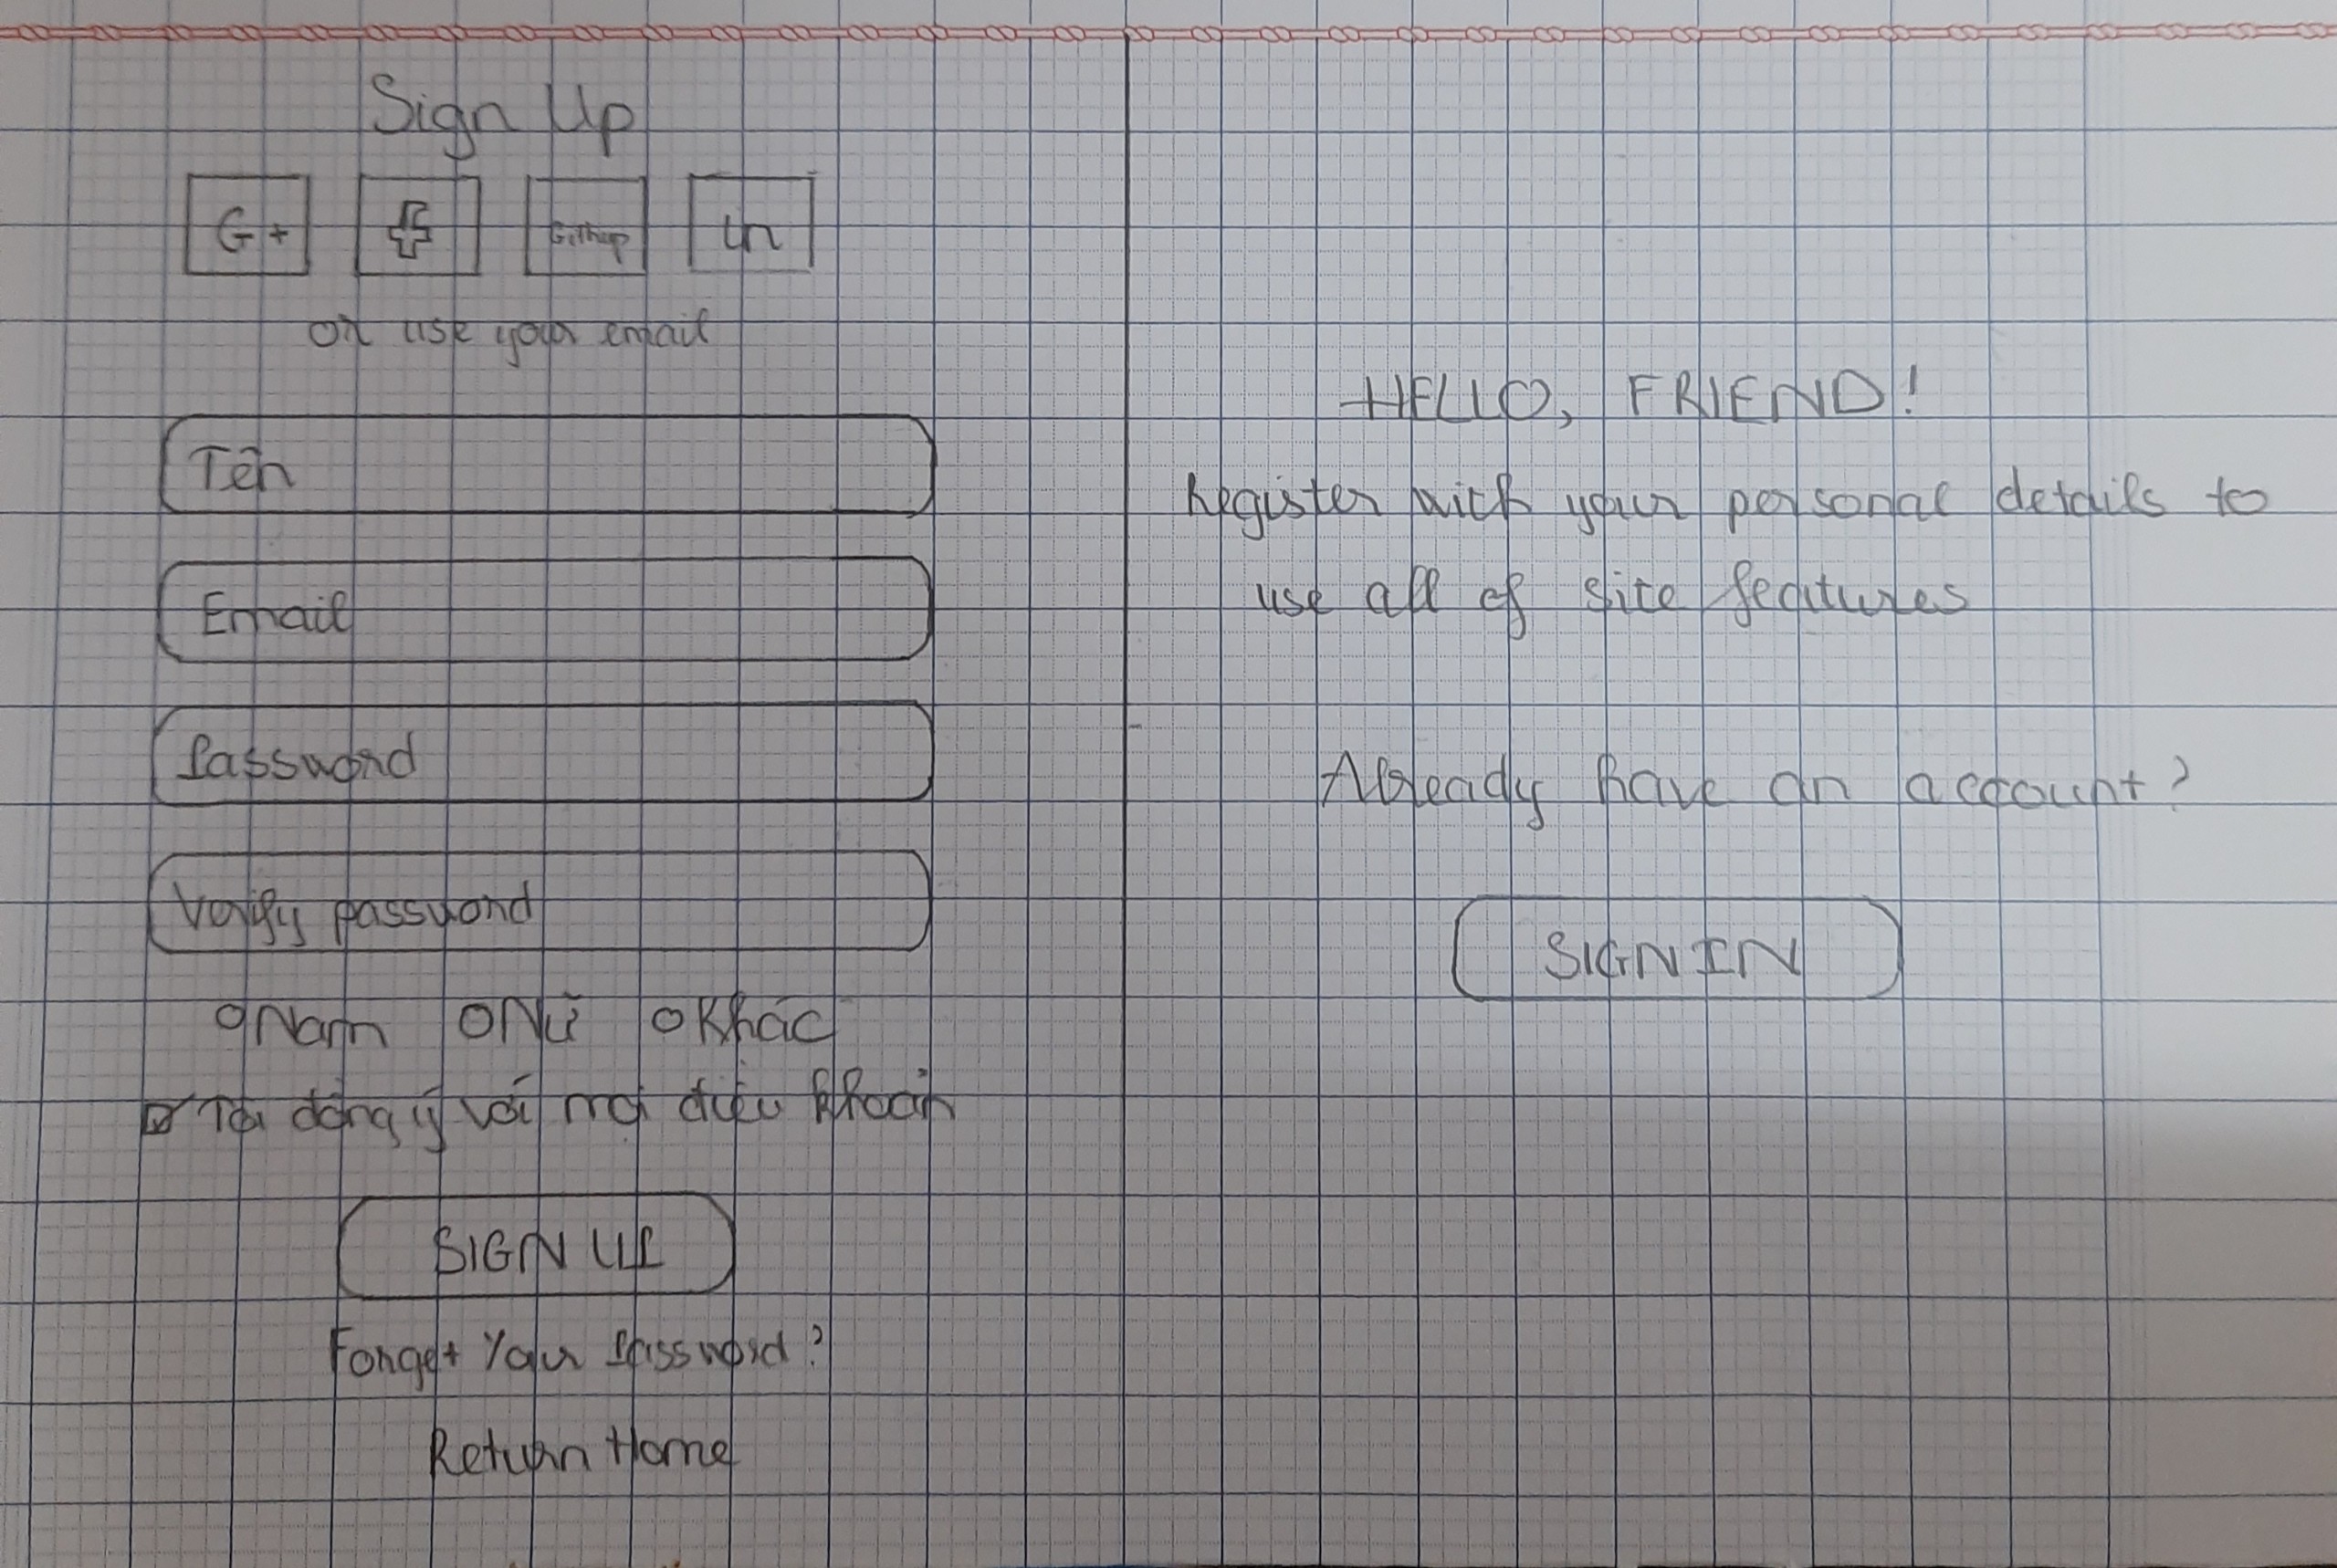 Sign Up
G+ f Githup in
or use your email
Tên
Email
Password
Verify password
Nam Nữ Khác
Tôi đồng ý với mọi điều khoản
SIGN UP
Forget Your Password?
Return Home
HELLO, FRIEND!
Register with your personal details to
use all of site features
Already have an account?
SIGN IN